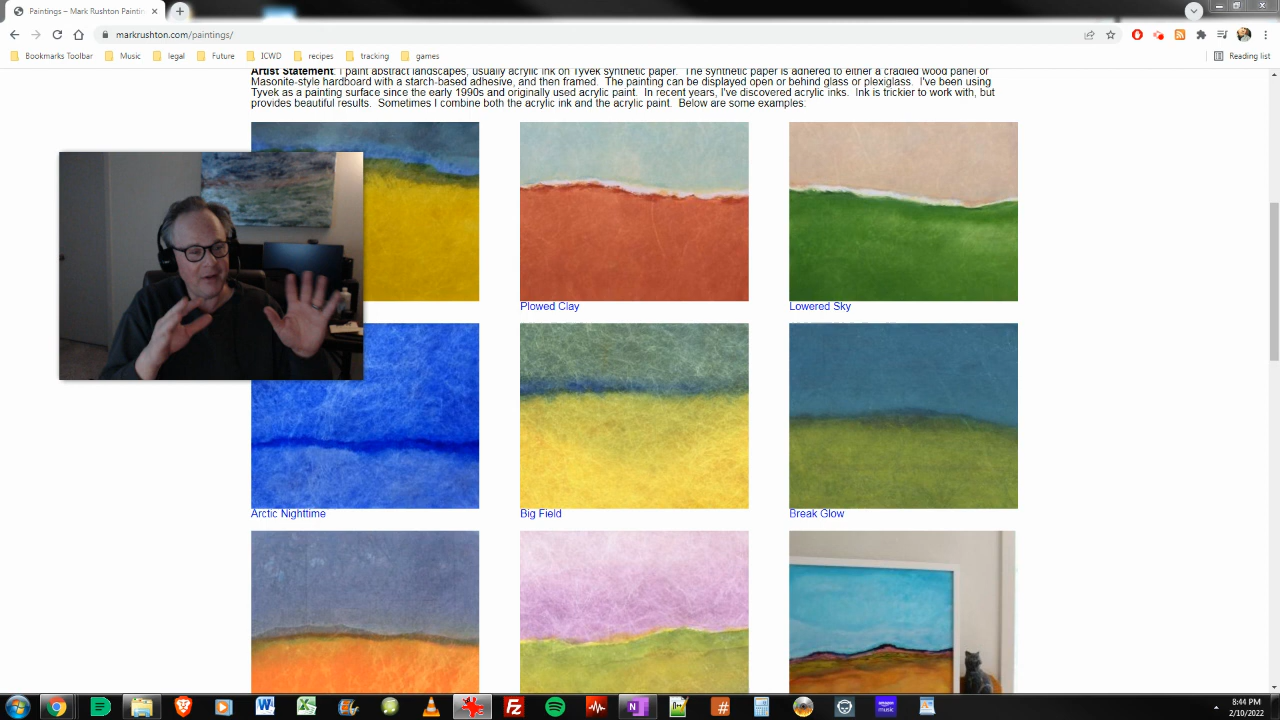 Paintings – Mark Rushton Paintin
markrushton.com/paintings/
Bookmarks Toolbar Music legal Future ICWD recipes tracking games Reading list
Artist Statement: I paint abstract landscapes, usually acrylic ink on Tyvek synthetic paper. The synthetic paper is adhered to either a cradled wood panel or
Masonite-style hardboard with a starch-based adhesive, and then framed. The painting can be displayed open or behind glass or plexiglass. I've been using
Tyvek as a painting surface since the early 1990s and originally used acrylic paint. In recent years, I've discovered acrylic inks. Ink is trickier to work with, but
provides beautiful results. Sometimes I combine both the acrylic ink and the acrylic paint. Below are some examples.
Plowed Clay Lowered Sky
Arctic Nighttime Big Field Break Glow
8:44 PM
2/10/2022